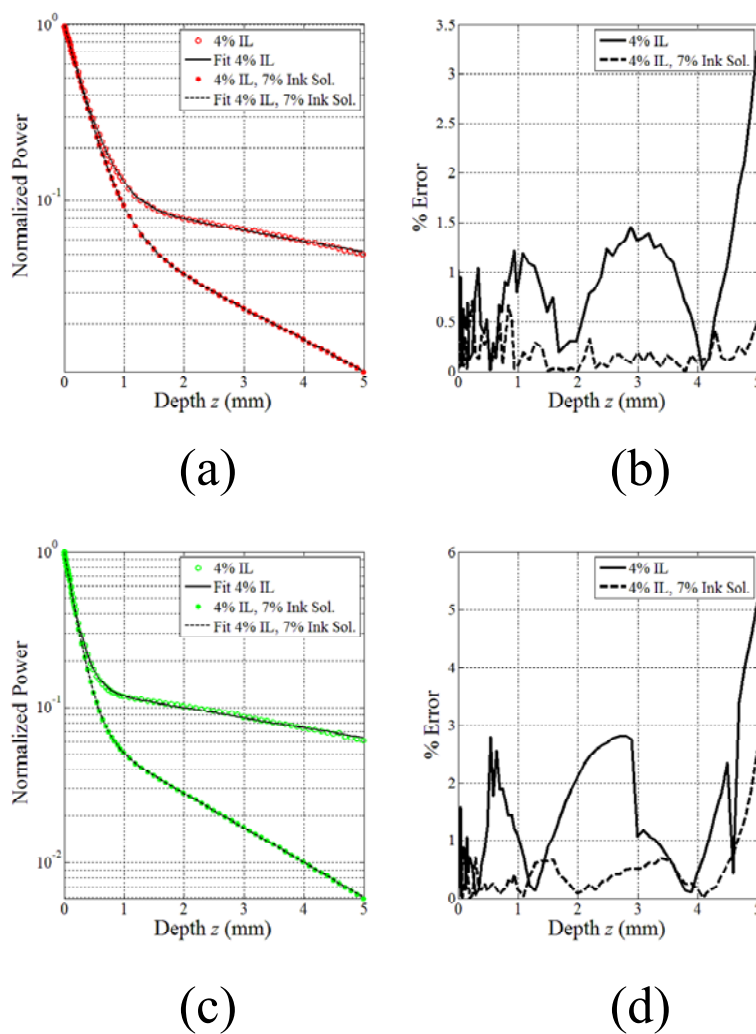 10^0
4% IL
Fit 4% IL
4% IL, 7% Ink Sol.
Fit 4% IL, 7% Ink Sol.
10^-1
Normalized Power
0 1 2 3 4 5
Depth z (mm)
(a)
3.5
3
2.5
2
1.5
1
0.5
0
4% IL
4% IL, 7% Ink Sol.
% Error
0 1 2 3 4 5
Depth z (mm)
(b)
10^0
4% IL
Fit 4% IL
4% IL, 7% Ink Sol.
Fit 4% IL, 7% Ink Sol.
10^-1
10^-2
Normalized Power
0 1 2 3 4 5
Depth z (mm)
(c)
6
5
4
3
2
1
0
4% IL
4% IL, 7% Ink Sol.
% Error
0 1 2 3 4 5
Depth z (mm)
(d)